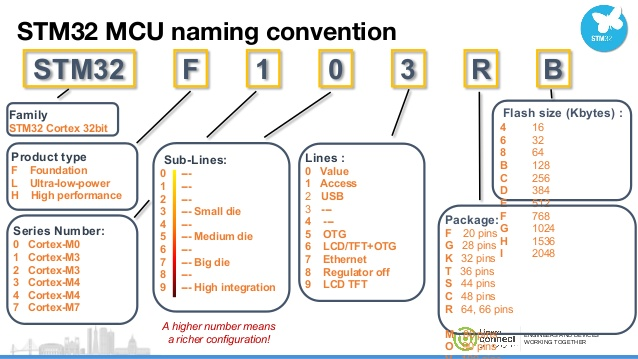 STM32 MCU naming convention
STM32
STM32 F 1 0 3 R B
Family
STM32 Cortex 32bit
Product type
F Foundation
L Ultra-low-power
H High performance
Series Number:
0 Cortex-M0
1 Cortex-M3
2 Cortex-M3
3 Cortex-M4
4 Cortex-M4
7 Cortex-M7
Sub-Lines:
0 ---
1 ---
2 ---
3 --- Small die
4 ---
5 --- Medium die
6 ---
7 --- Big die
8 ---
9 --- High integration
A higher number means
a richer configuration!
Lines :
0 Value
1 Access
2 USB
3 ---
4 ---
5 OTG
6 LCD/TFT+OTG
7 Ethernet
8 Regulator off
9 LCD TFT
Flash size (Kbytes) :
4 16
6 32
8 64
B 128
C 256
D 384
E 512
F 768
G 1024
H 1536
I 2048
Package:
F 20 pins
G 28 pins
K 32 pins
T 36 pins
S 44 pins
C 48 pins
R 64, 66 pins
M
O pins
connect
ENGINEERS AND DEVICES
WORKING TOGETHER